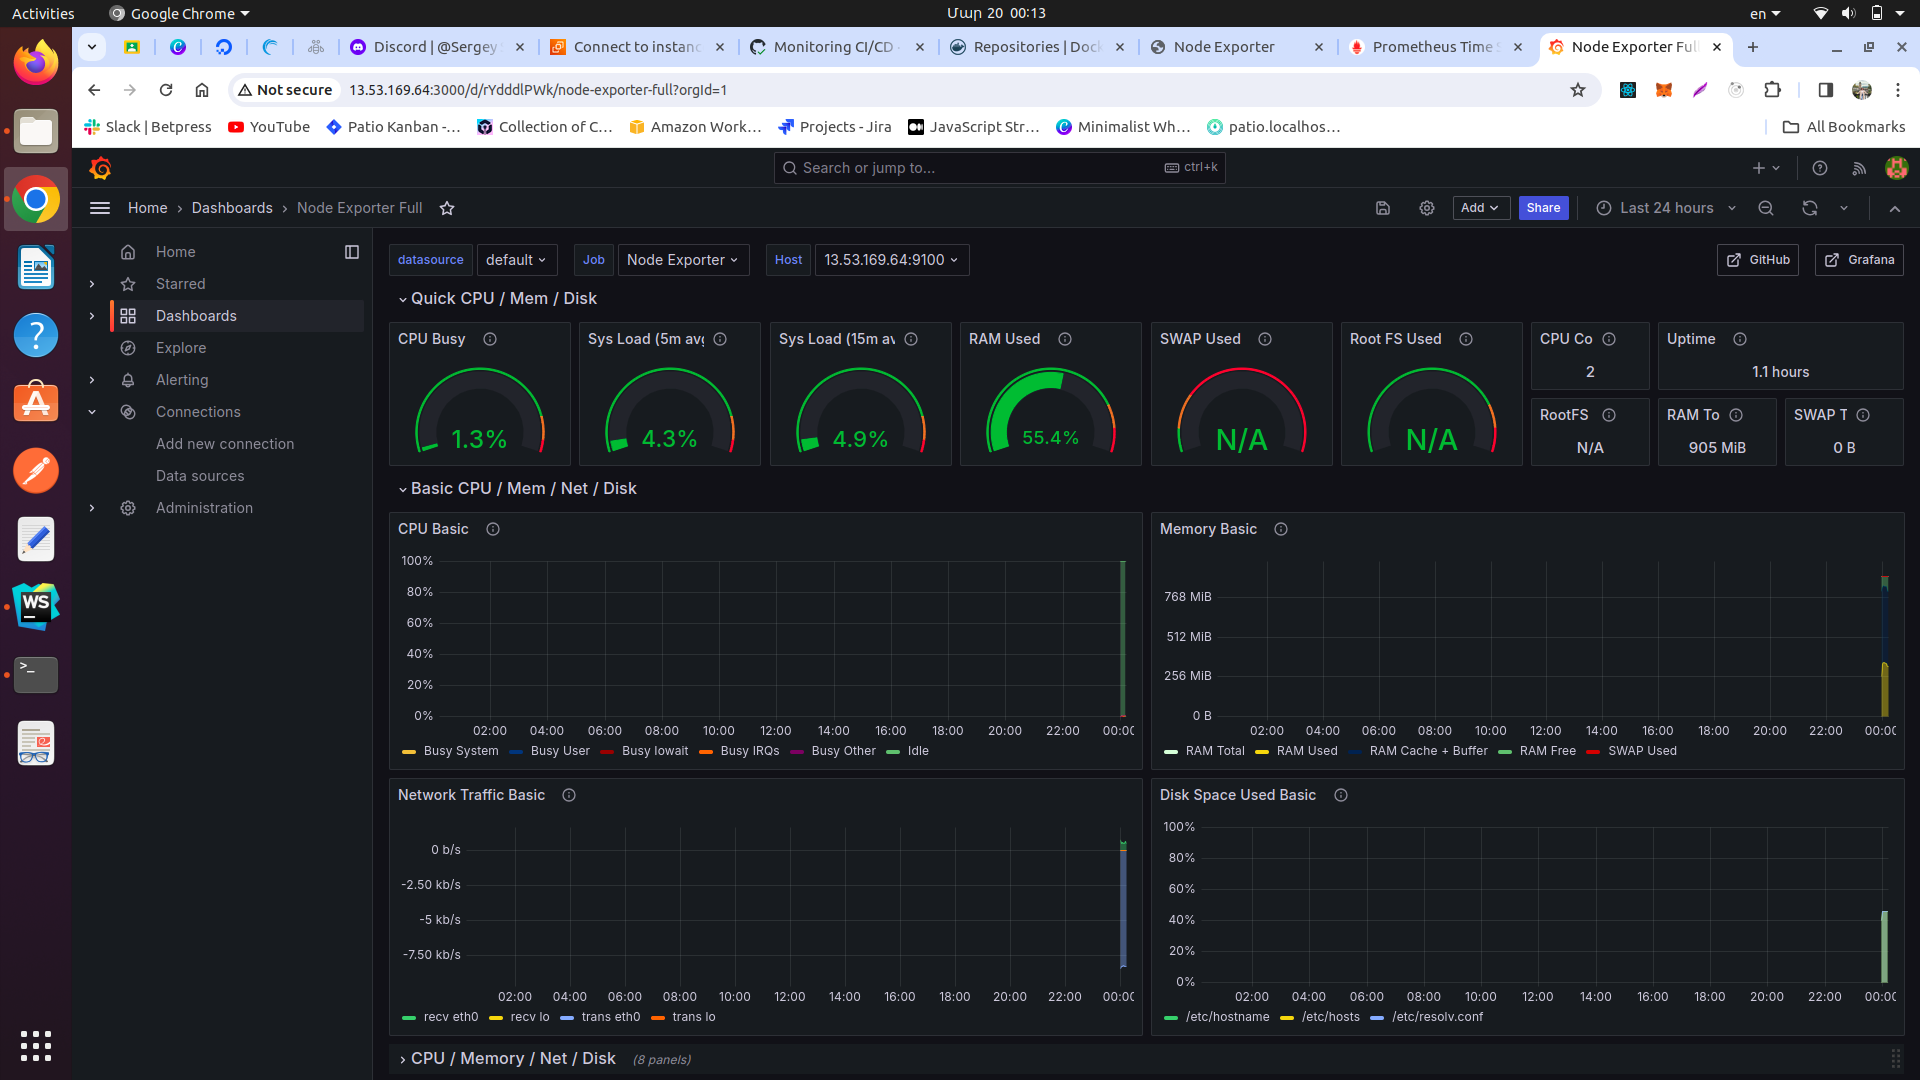 Activities
Google Chrome
Մար 20 00:13
en
Discord | @Sergey
Connect to instanc
Monitoring CI/CD
Repositories | Dock
Node Exporter
Prometheus Time S
Node Exporter Full
Not secure
13.53.169.64:3000/d/rYdddlPWk/node-exporter-full?orgId=1
Slack | Betpress
YouTube
Patio Kanban -...
Collection of C...
Amazon Work...
Projects - Jira
JavaScript Str...
Minimalist Wh...
patio.localhos...
All Bookmarks
Search or jump to...
ctrl+k
Home
Dashboards
Node Exporter Full
Add
Share
Last 24 hours
Home
Starred
Dashboards
Explore
Alerting
Connections
Add new connection
Data sources
Administration
datasource
default
Job
Node Exporter
Host
13.53.169.64:9100
GitHub
Grafana
Quick CPU / Mem / Disk
CPU Busy
1.3%
Sys Load (5m avg
4.3%
Sys Load (15m av
4.9%
RAM Used
55.4%
SWAP Used
N/A
Root FS Used
N/A
CPU Co
2
Uptime
1.1 hours
RootFS
N/A
RAM To
905 MiB
SWAP T
0 B
Basic CPU / Mem / Net / Disk
CPU Basic
100%
80%
60%
40%
20%
0%
02:00 04:00 06:00 08:00 10:00 12:00 14:00 16:00 18:00 20:00 22:00 00:00
Busy System Busy User Busy Iowait Busy IRQs Busy Other Idle
Memory Basic
768 MiB
512 MiB
256 MiB
0 B
02:00 04:00 06:00 08:00 10:00 12:00 14:00 16:00 18:00 20:00 22:00 00:00
RAM Total RAM Used RAM Cache + Buffer RAM Free SWAP Used
Network Traffic Basic
0 b/s
-2.50 kb/s
-5 kb/s
-7.50 kb/s
02:00 04:00 06:00 08:00 10:00 12:00 14:00 16:00 18:00 20:00 22:00 00:00
recv eth0 recv lo trans eth0 trans lo
Disk Space Used Basic
100%
80%
60%
40%
20%
0%
02:00 04:00 06:00 08:00 10:00 12:00 14:00 16:00 18:00 20:00 22:00 00:00
/etc/hostname /etc/hosts /etc/resolv.conf
CPU / Memory / Net / Disk (8 panels)
WS